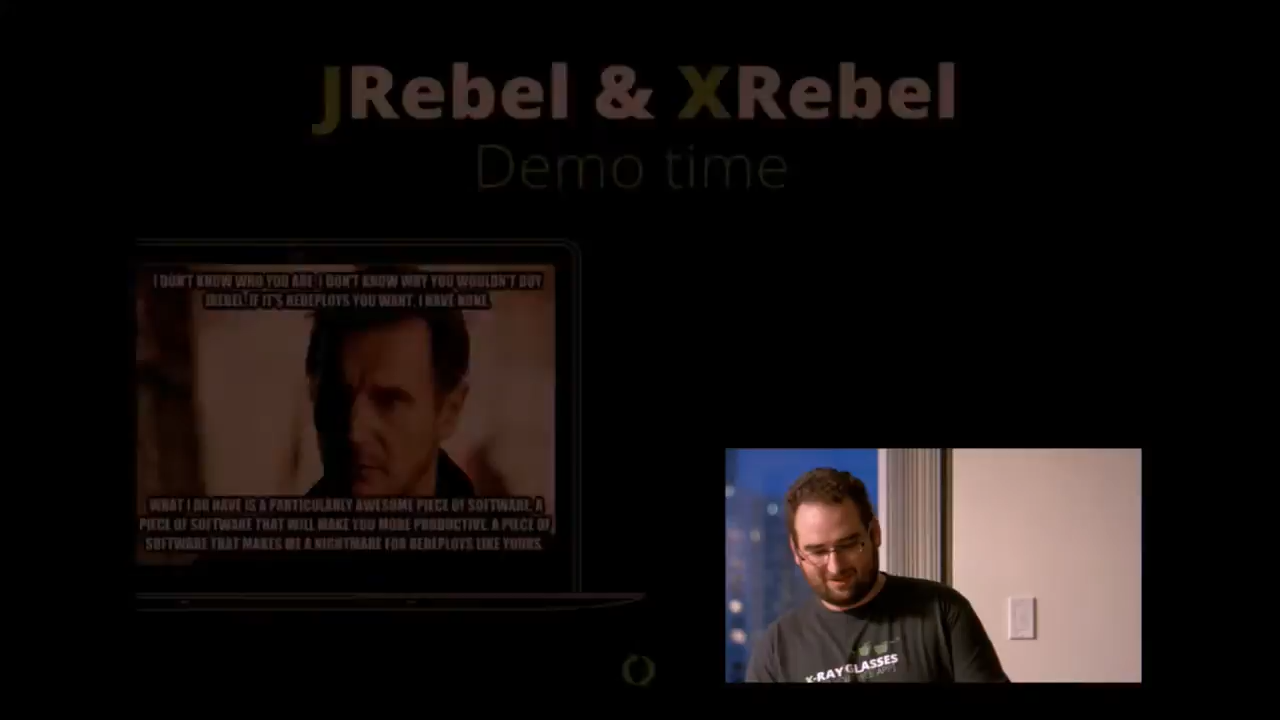 JRebel & XRebel
Demo time
I DON'T KNOW WHO YOU ARE. I DON'T KNOW WHY YOU WOULDN'T BUY
JREBEL. IF IT'S REDEPLOYS YOU WANT, I HAVE NONE.
WHAT I DO HAVE IS A PARTICULARLY AWESOME PIECE OF SOFTWARE. A
PIECE OF SOFTWARE THAT WILL MAKE YOU MORE PRODUCTIVE. A PIECE OF
SOFTWARE THAT MAKES ME A NIGHTMARE FOR REDEPLOYS LIKE YOURS.
X-RAY GLASSES